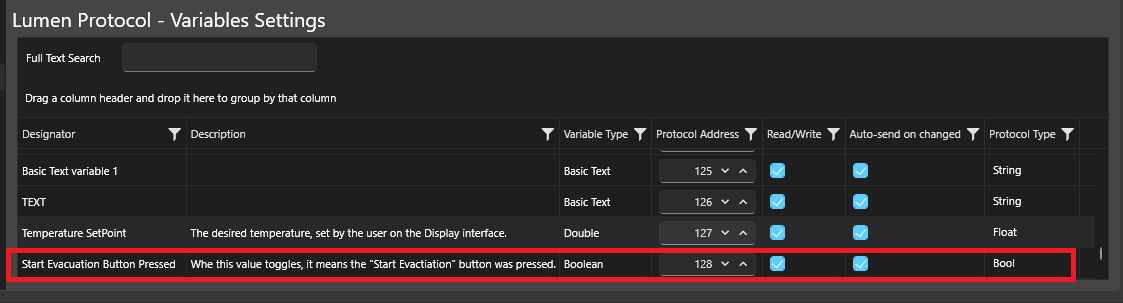 Lumen Protocol - Variables Settings
Full Text Search
Drag a column header and drop it here to group by that column
Designator Description Variable Type Protocol Address Read/Write Auto-send on changed Protocol Type
Basic Text variable 1 Basic Text 125 String
TEXT Basic Text 126 String
Temperature SetPoint The desired temperature, set by the user on the Display interface. Double 127 Float
Start Evacuation Button Pressed Whe this value toggles, it means the "Start Evactiation" button was pressed. Boolean 128 Bool